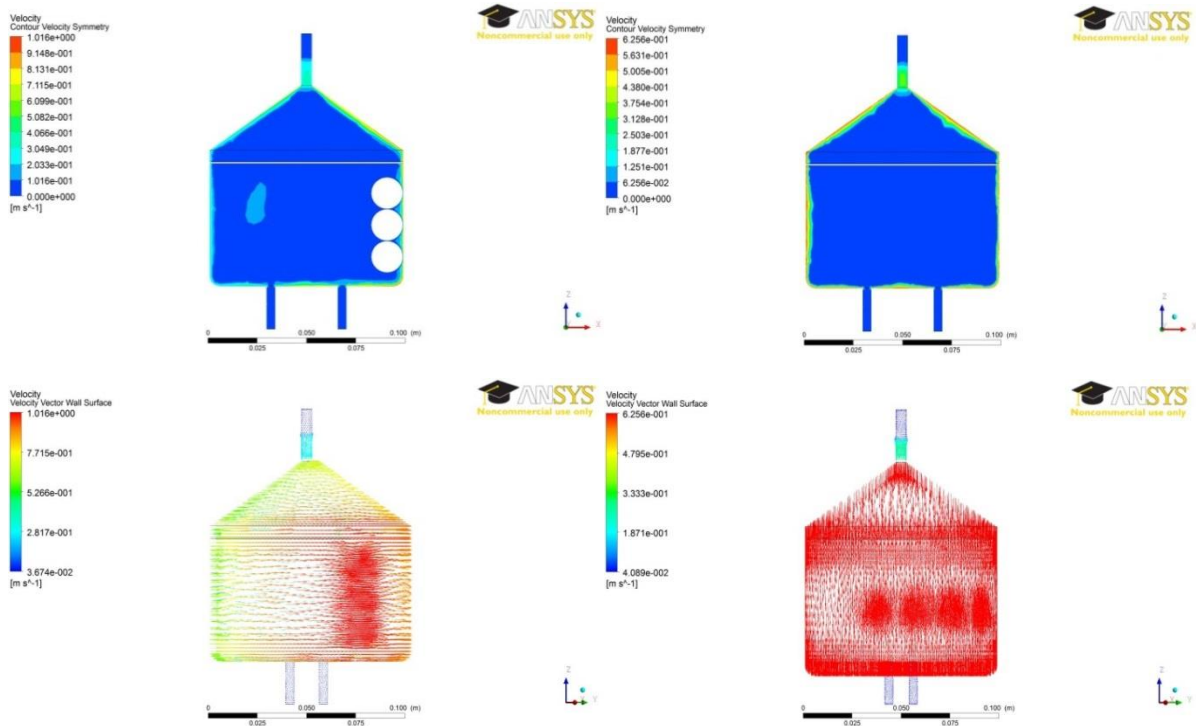 Velocity
Contour Velocity Symmetry
1.016e+000
9.148e-001
8.131e-001
7.115e-001
6.099e-001
5.082e-001
4.066e-001
3.049e-001
2.033e-001
1.016e-001
0.000e+000
[m s^-1]
ANSYS
Noncommercial use only
Z
X
0
0.050
0.100 (m)
0.025
0.075
Velocity
Contour Velocity Symmetry
6.256e-001
5.631e-001
5.005e-001
4.380e-001
3.754e-001
3.128e-001
2.503e-001
1.877e-001
1.251e-001
6.256e-002
0.000e+000
[m s^-1]
ANSYS
Noncommercial use only
Z
X
0
0.050
0.100 (m)
0.025
0.075
Velocity
Velocity Vector Wall Surface
1.016e+000
7.715e-001
5.266e-001
2.817e-001
3.674e-002
[m s^-1]
ANSYS
Noncommercial use only
Z
Y
0
0.050
0.100 (m)
0.025
0.075
Velocity
Velocity Vector Wall Surface
6.256e-001
4.795e-001
3.333e-001
1.871e-001
4.089e-002
[m s^-1]
ANSYS
Noncommercial use only
Z
Y
0
0.050
0.100 (m)
0.025
0.075